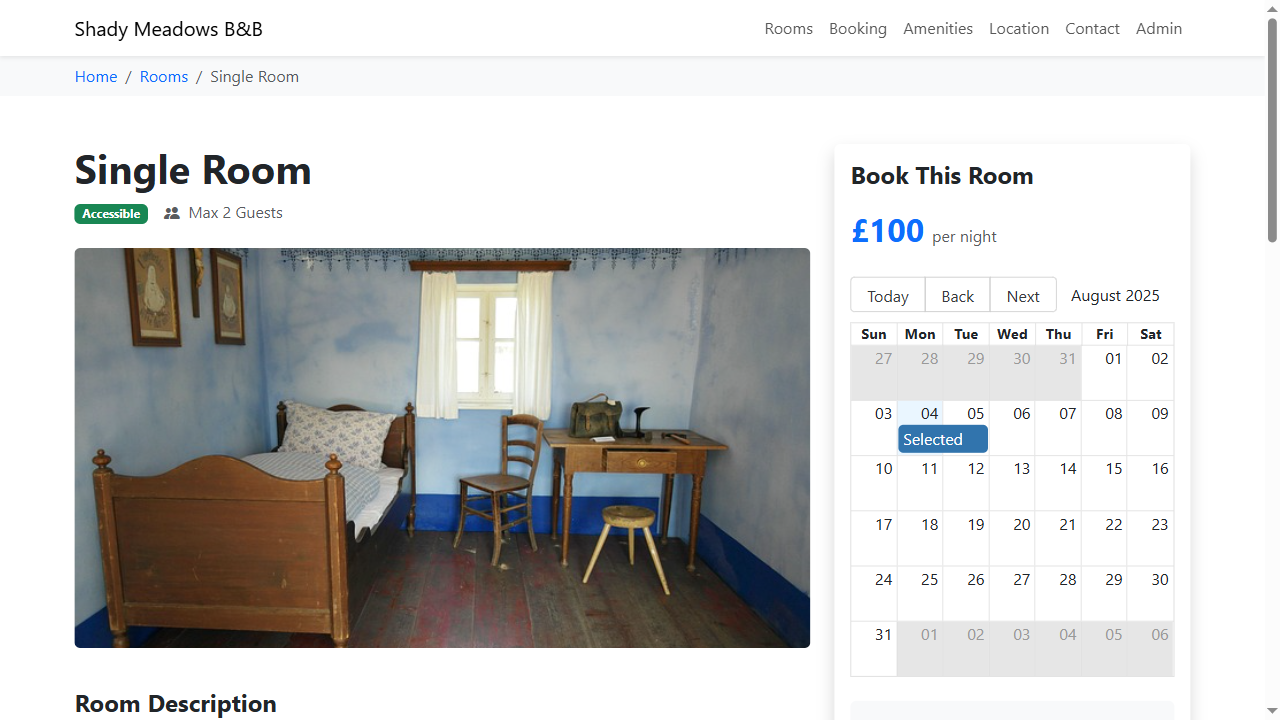 Shady Meadows B&B
Rooms Booking Amenities Location Contact Admin
Home / Rooms / Single Room
Single Room
Accessible Max 2 Guests
Book This Room
£100 per night
Today Back Next August 2025
Sun Mon Tue Wed Thu Fri Sat
27 28 29 30 31 01 02
03 04 05 06 07 08 09
Selected
10 11 12 13 14 15 16
17 18 19 20 21 22 23
24 25 26 27 28 29 30
31 01 02 03 04 05 06
Room Description